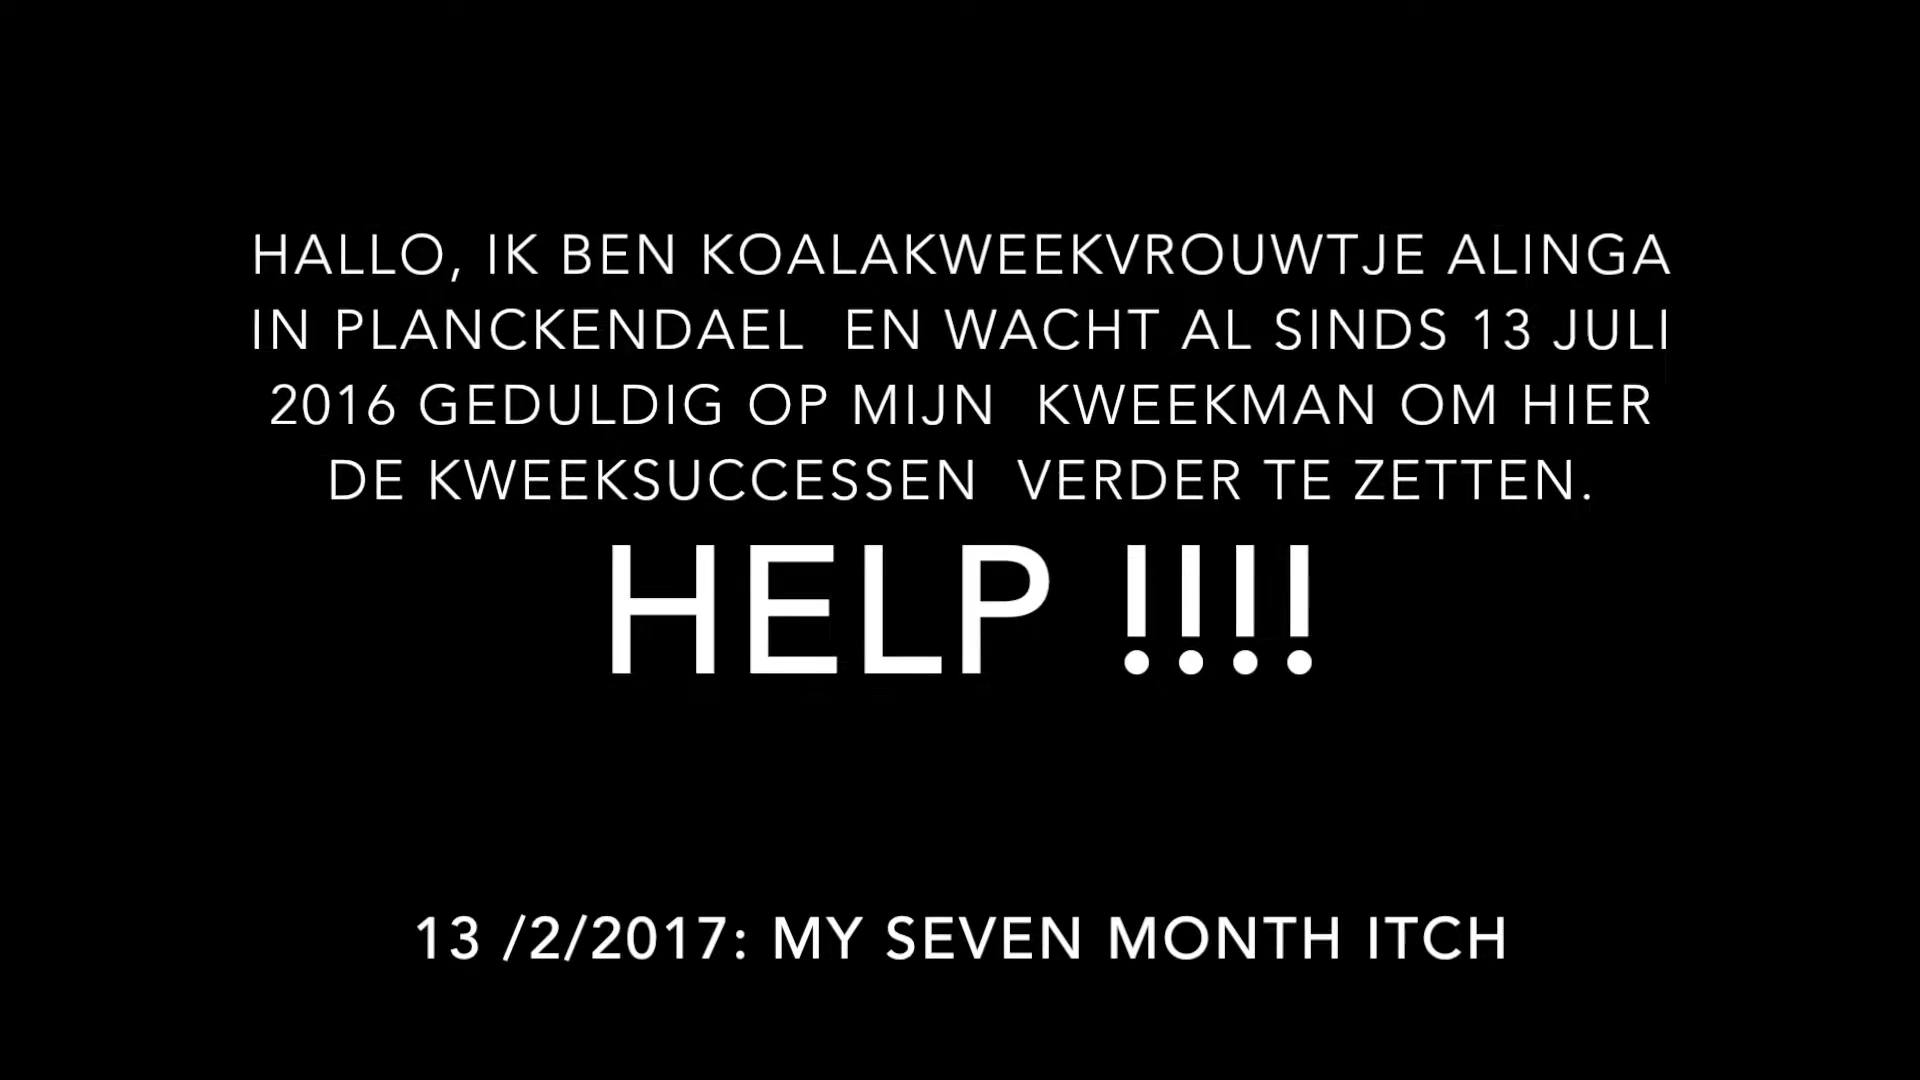 HALLO, IK BEN KOALAKWEEKVROUWTJE ALINGA
IN PLANCKENDAEL EN WACHT AL SINDS 13 JULI
2016 GEDULDIG OP MIJN KWEEKMAN OM HIER
DE KWEEKSUCCESSEN VERDER TE ZETTEN.
HELP !!!!
13 /2/2017: MY SEVEN MONTH ITCH